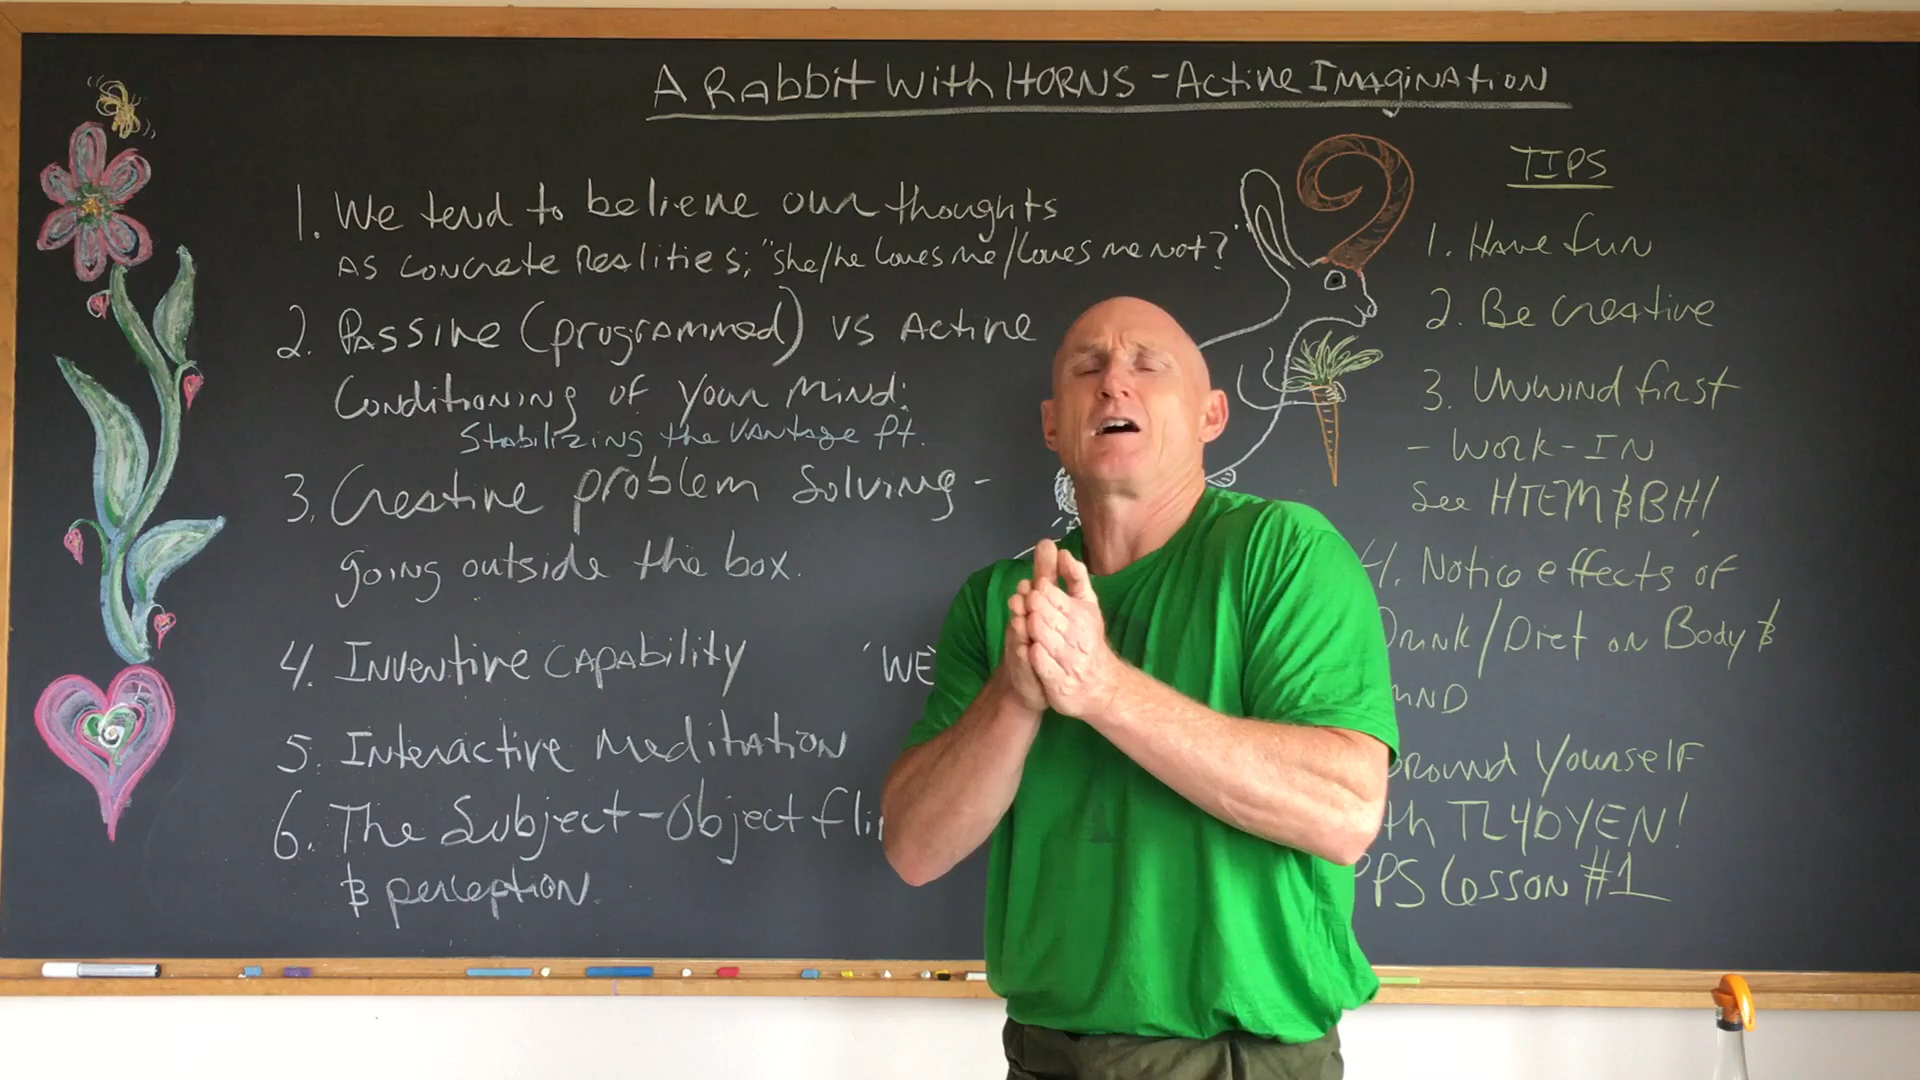 A Rabbit With HORNS - Active Imagination
1. We tend to believe our thoughts
AS Concrete Realities; "She/he Loves me/Loves me not?"
2. Passive (programmed) vs Active
Conditioning of your Mind:
Stabilizing the Vantage Pt.
3. Creative problem Solving -
going outside the box.
4. Inventive Capability
'WE'
5. Interactive Meditation
6. The Subject-Object fli
& perception.
TIPS
1. Have fun
2. Be Creative
3. Unwind first
- Work-IN
See HTEM&BH!
4. Notice effects of
Drink/Diet on Body &
Yourself
TL4DYEN!
PPS Lesson #1